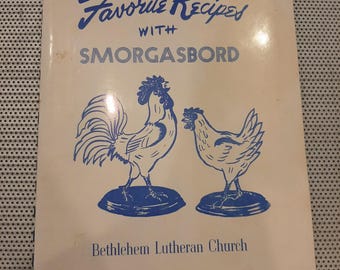 Favorite Recipes
WITH
SMORGASBORD
Bethlehem Lutheran Church